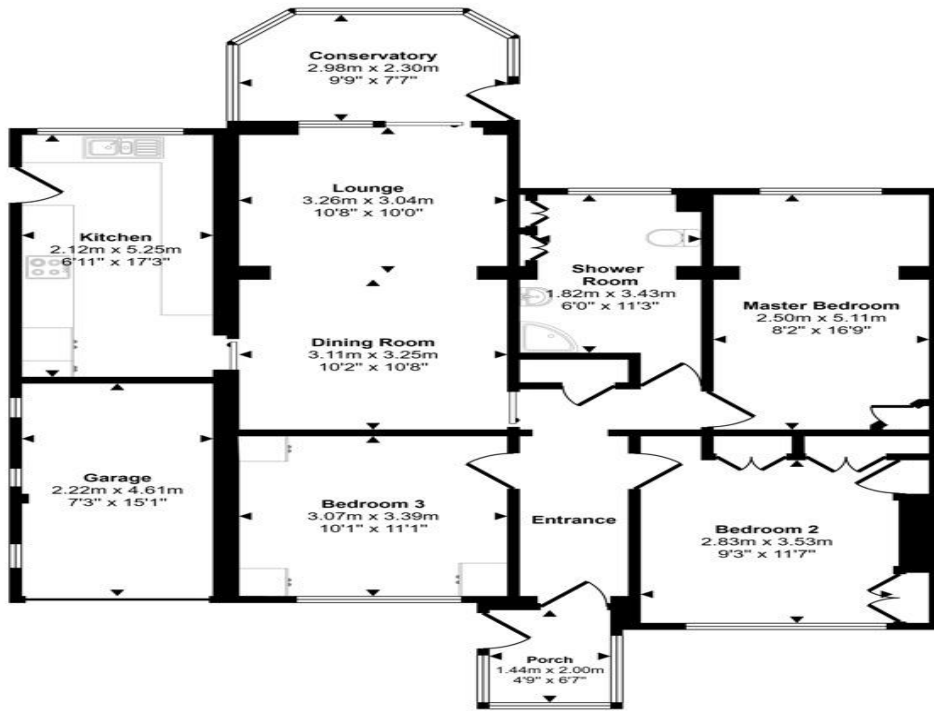 Conservatory
2.98m x 2.30m
9'9" x 7'7"
Lounge
3.26m x 3.04m
10'8" x 10'0"
Kitchen
2.12m x 5.25m
6'11" x 17'3"
Shower
Room
1.82m x 3.43m
6'0" x 11'3"
Master Bedroom
2.50m x 5.11m
8'2" x 16'9"
Dining Room
3.11m x 3.25m
10'2" x 10'8"
Garage
2.22m x 4.61m
7'3" x 15'1"
Bedroom 3
3.07m x 3.39m
10'1" x 11'1"
Entrance
Bedroom 2
2.83m x 3.53m
9'3" x 11'7"
Porch
1.44m x 2.00m
4'9" x 6'7"